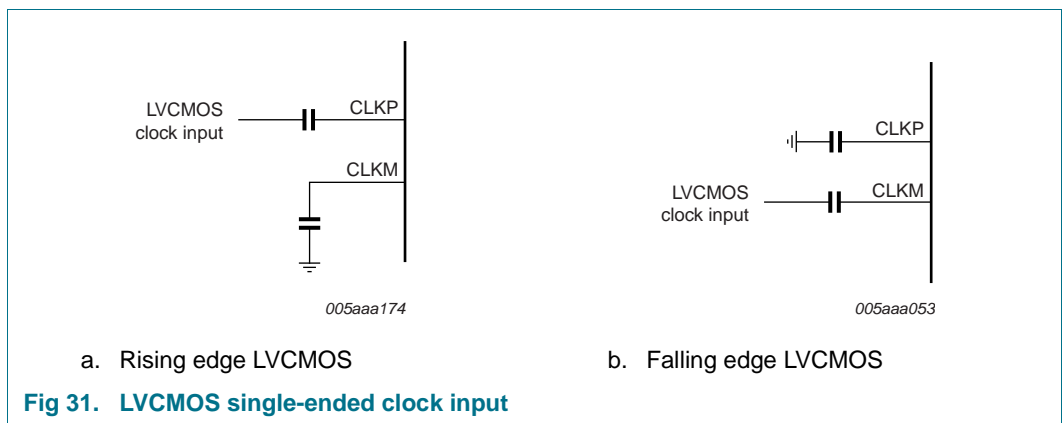 LVCMOS
clock input
CLKP
CLKM
005aaa174
a. Rising edge LVCMOS
CLKP
LVCMOS
clock input
CLKM
005aaa053
b. Falling edge LVCMOS
Fig 31. LVCMOS single-ended clock input